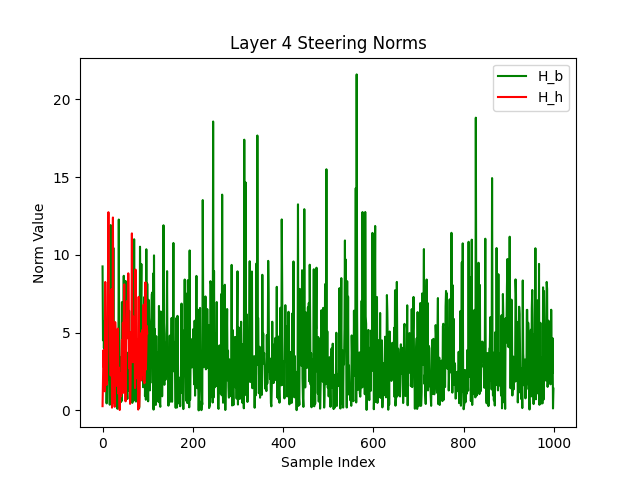 Layer 4 Steering Norms
H_b
H_h
20
15
10
5
0
Norm Value
0 200 400 600 800 1000
Sample Index